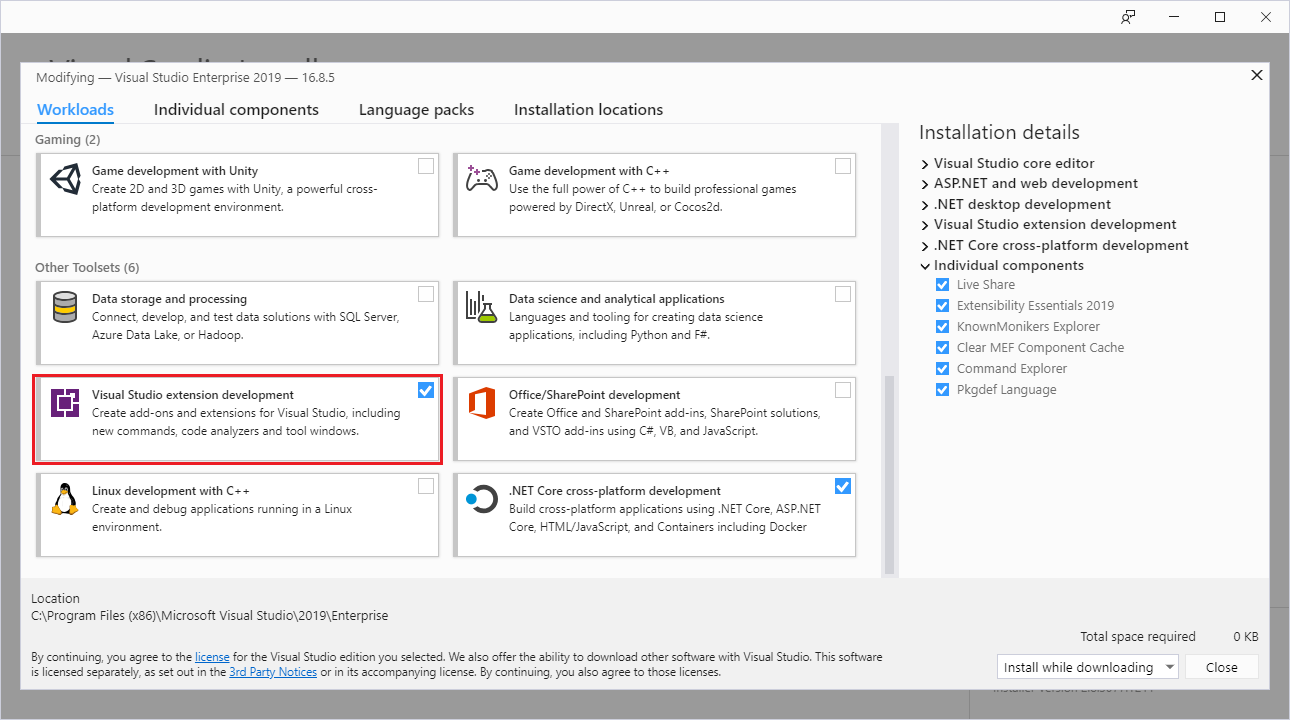 Modifying — Visual Studio Enterprise 2019 — 16.8.5
Workloads
Individual components
Language packs
Installation locations
Gaming (2)
Game development with Unity
Create 2D and 3D games with Unity, a powerful cross-
platform development environment.
Game development with C++
Use the full power of C++ to build professional games
powered by DirectX, Unreal, or Cocos2d.
Other Toolsets (6)
Data storage and processing
Connect, develop, and test data solutions with SQL Server,
Azure Data Lake, or Hadoop.
Data science and analytical applications
Languages and tooling for creating data science
applications, including Python and F#.
Visual Studio extension development
Create add-ons and extensions for Visual Studio, including
new commands, code analyzers and tool windows.
Office/SharePoint development
Create Office and SharePoint add-ins, SharePoint solutions,
and VSTO add-ins using C#, VB, and JavaScript.
Linux development with C++
Create and debug applications running in a Linux
environment.
.NET Core cross-platform development
Build cross-platform applications using .NET Core, ASP.NET
Core, HTML/JavaScript, and Containers including Docker
Installation details
Visual Studio core editor
ASP.NET and web development
.NET desktop development
Visual Studio extension development
.NET Core cross-platform development
Individual components
Live Share
Extensibility Essentials 2019
KnownMonikers Explorer
Clear MEF Component Cache
Command Explorer
Pkgdef Language
Location
C:\Program Files (x86)\Microsoft Visual Studio\2019\Enterprise
Total space required 0 KB
By continuing, you agree to the license for the Visual Studio edition you selected. We also offer the ability to download other software with Visual Studio. This software
is licensed separately, as set out in the 3rd Party Notices or in its accompanying license. By continuing, you also agree to those licenses.
Install while downloading
Close